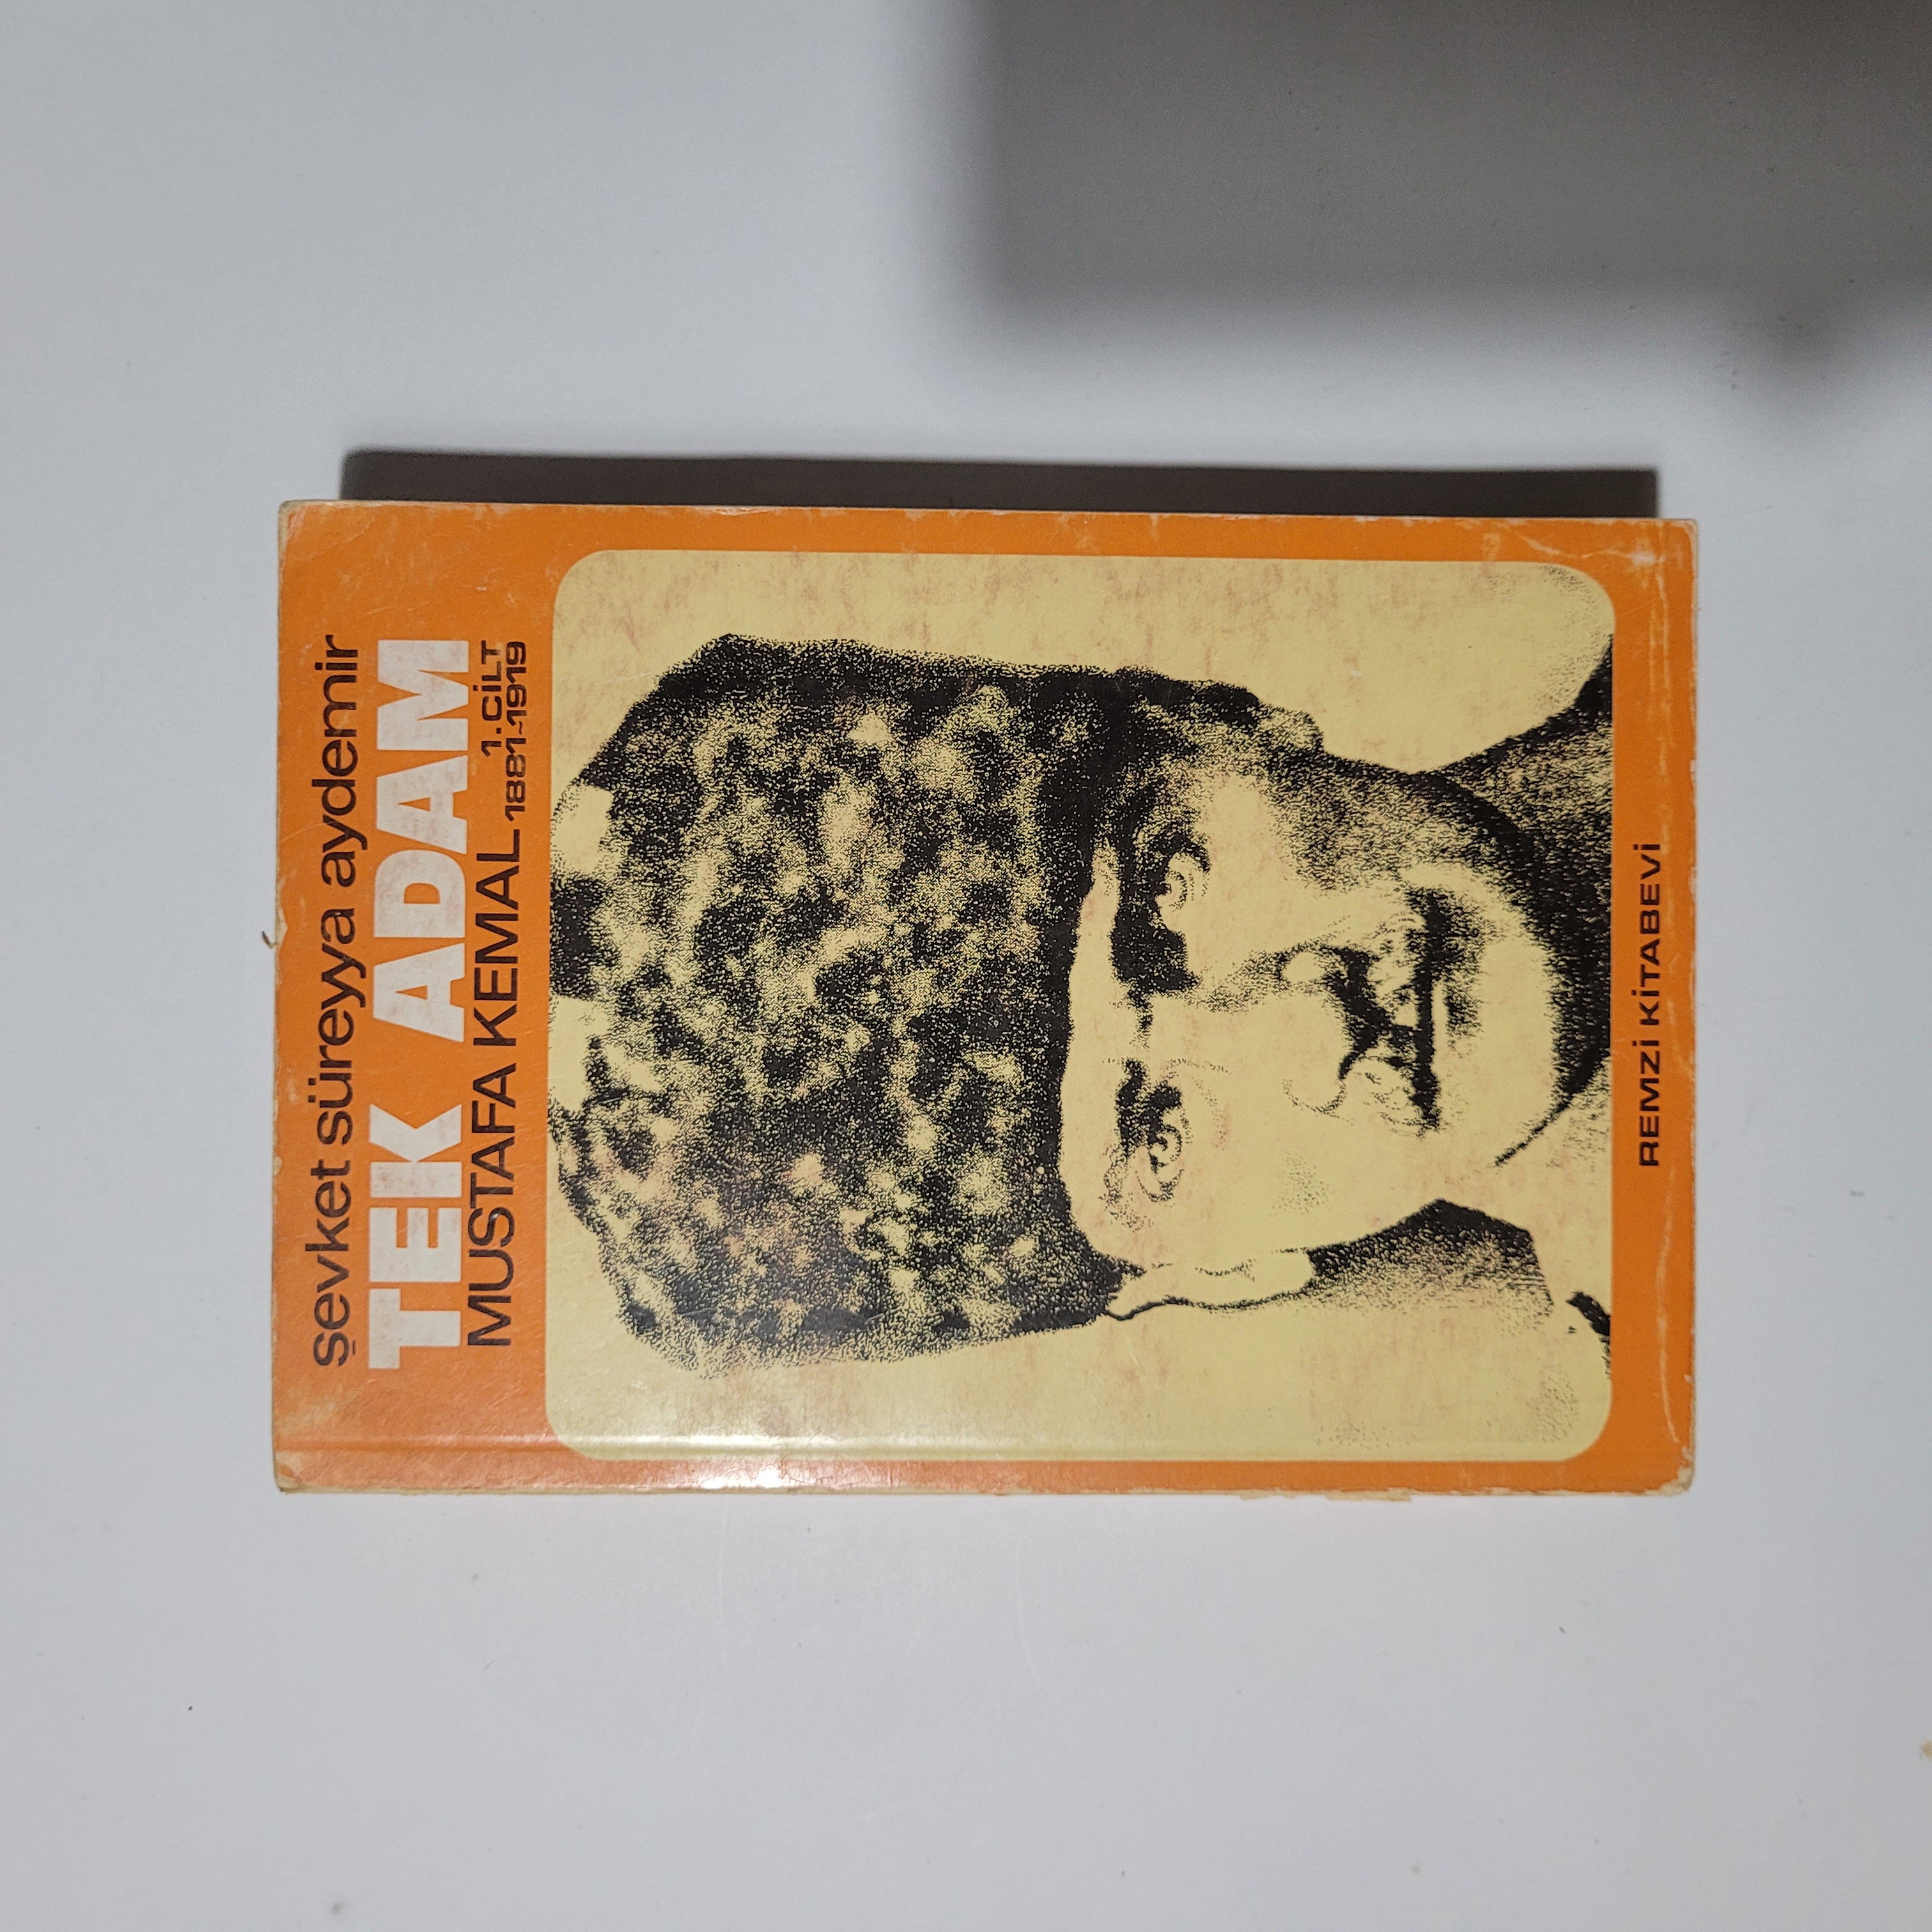 şevket süreyya aydemir
TEK ADAM
MUSTAFA KEMAL
1. CİLT
1881-1919
REMZİ KİTABEVİ